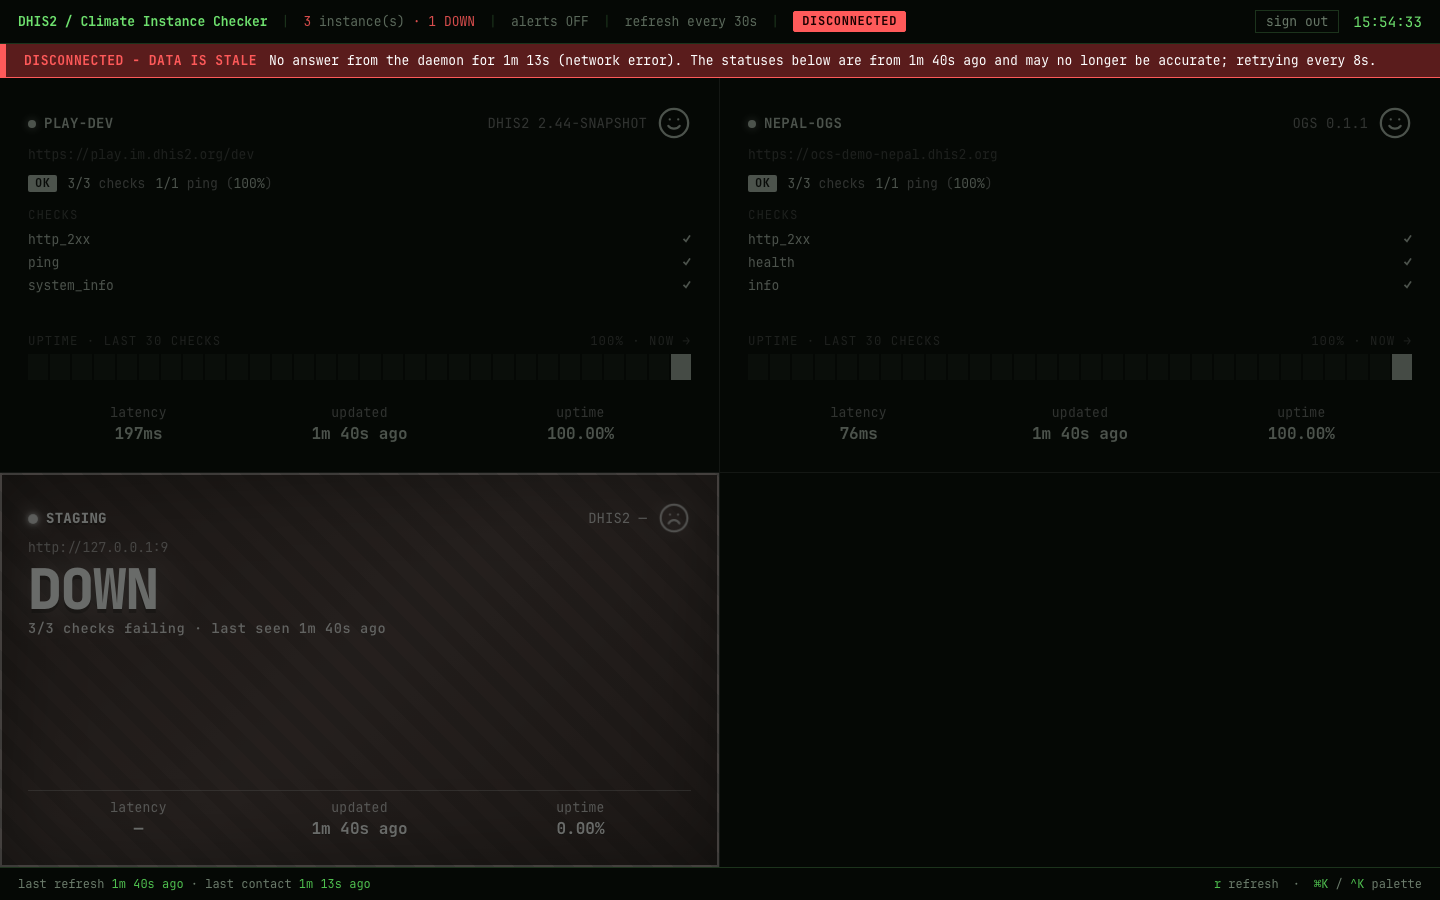 DHIS2 / Climate Instance Checker | 3 instance(s) · 1 DOWN | alerts OFF | refresh every 30s | DISCONNECTED sign out 15:54:33
DISCONNECTED - DATA IS STALE No answer from the daemon for 1m 13s (network error). The statuses below are from 1m 40s ago and may no longer be accurate; retrying every 8s.
PLAY-DEV DHIS2 2.44-SNAPSHOT
https://play.im.dhis2.org/dev
OK 3/3 checks 1/1 ping (100%)
CHECKS
http_2xx ✓
ping ✓
system_info ✓
UPTIME · LAST 30 CHECKS 100% · NOW →
latency updated uptime
197ms 1m 40s ago 100.00%
NEPAL-OGS OGS 0.1.1
https://ocs-demo-nepal.dhis2.org
OK 3/3 checks 1/1 ping (100%)
CHECKS
http_2xx ✓
health ✓
info ✓
UPTIME · LAST 30 CHECKS 100% · NOW →
latency updated uptime
76ms 1m 40s ago 100.00%
STAGING DHIS2 —
http://127.0.0.1:9
DOWN
3/3 checks failing · last seen 1m 40s ago
latency updated uptime
— 1m 40s ago 0.00%
last refresh 1m 40s ago · last contact 1m 13s ago r refresh · ⌘K / ^K palette